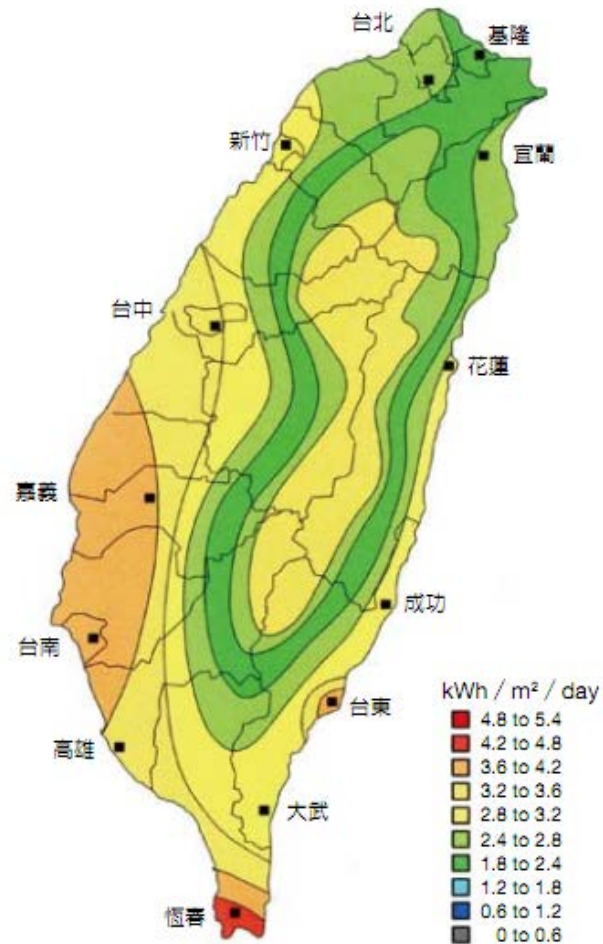 台北
基隆
新竹
宜蘭
台中
花蓮
嘉義
成功
台南
kWh / m² / day
台東
4.8 to 5.4
4.2 to 4.8
高雄
3.6 to 4.2
3.2 to 3.6
大武
2.8 to 3.2
2.4 to 2.8
1.8 to 2.4
1.2 to 1.8
恆春
0.6 to 1.2
0 to 0.6